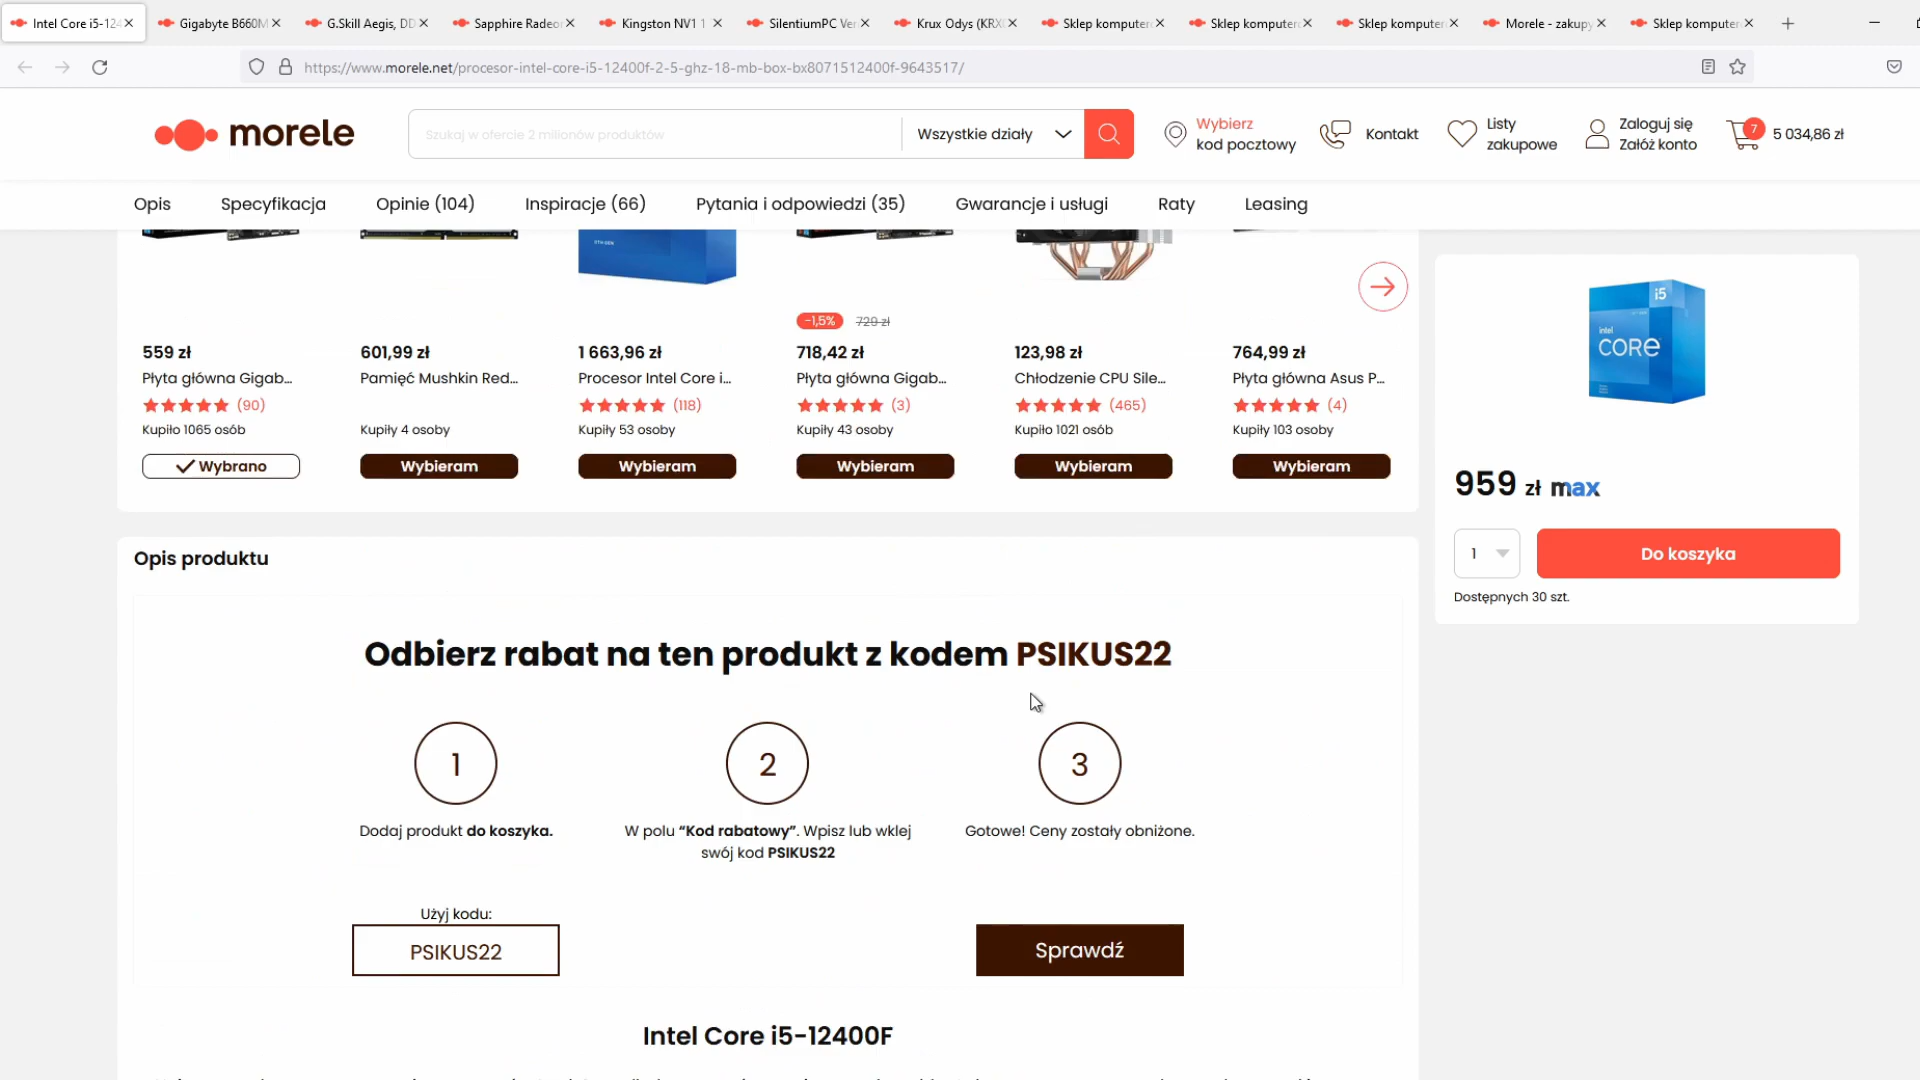 Intel Core i5-124
Gigabyte B660M
G.Skill Aegis, DD
Sapphire Radeon
Kingston NV1 1
SilentiumPC Ver
Krux Odys (KRX
Sklep komputer
Sklep komputer
Sklep komputer
Morele - zakupy
Sklep komputer
https://www.morele.net/procesor-intel-core-i5-12400f-2-5-ghz-18-mb-box-bx8071512400f-9643517/
morele
Szukaj w ofercie 2 milionów produktów
Wszystkie działy
Wybierz
kod pocztowy
Kontakt
Listy
zakupowe
Zaloguj się
Załóż konto
7
5 034,86 zł
Opis
Specyfikacja
Opinie (104)
Inspiracje (66)
Pytania i odpowiedzi (35)
Gwarancje i usługi
Raty
Leasing
-1,5% 729 zł
559 zł
601,99 zł
1 663,96 zł
718,42 zł
123,98 zł
764,99 zł
Płyta główna Gigab...
Pamięć Mushkin Red...
Procesor Intel Core i...
Płyta główna Gigab...
Chłodzenie CPU Sile...
Płyta główna Asus P...
(90)
(118)
(3)
(465)
(4)
Kupiło 1065 osób
Kupiły 4 osoby
Kupiły 53 osoby
Kupiły 43 osoby
Kupiło 1021 osób
Kupiły 103 osoby
Wybrano
Wybieram
Wybieram
Wybieram
Wybieram
Wybieram
i5
intel
CORE
959 zł max
1
Do koszyka
Dostępnych 30 szt.
Opis produktu
Odbierz rabat na ten produkt z kodem PSIKUS22
1
2
3
Dodaj produkt do koszyka.
W polu “Kod rabatowy”. Wpisz lub wklej
swój kod PSIKUS22
Gotowe! Ceny zostały obniżone.
Użyj kodu:
PSIKUS22
Sprawdź
Intel Core i5-12400F